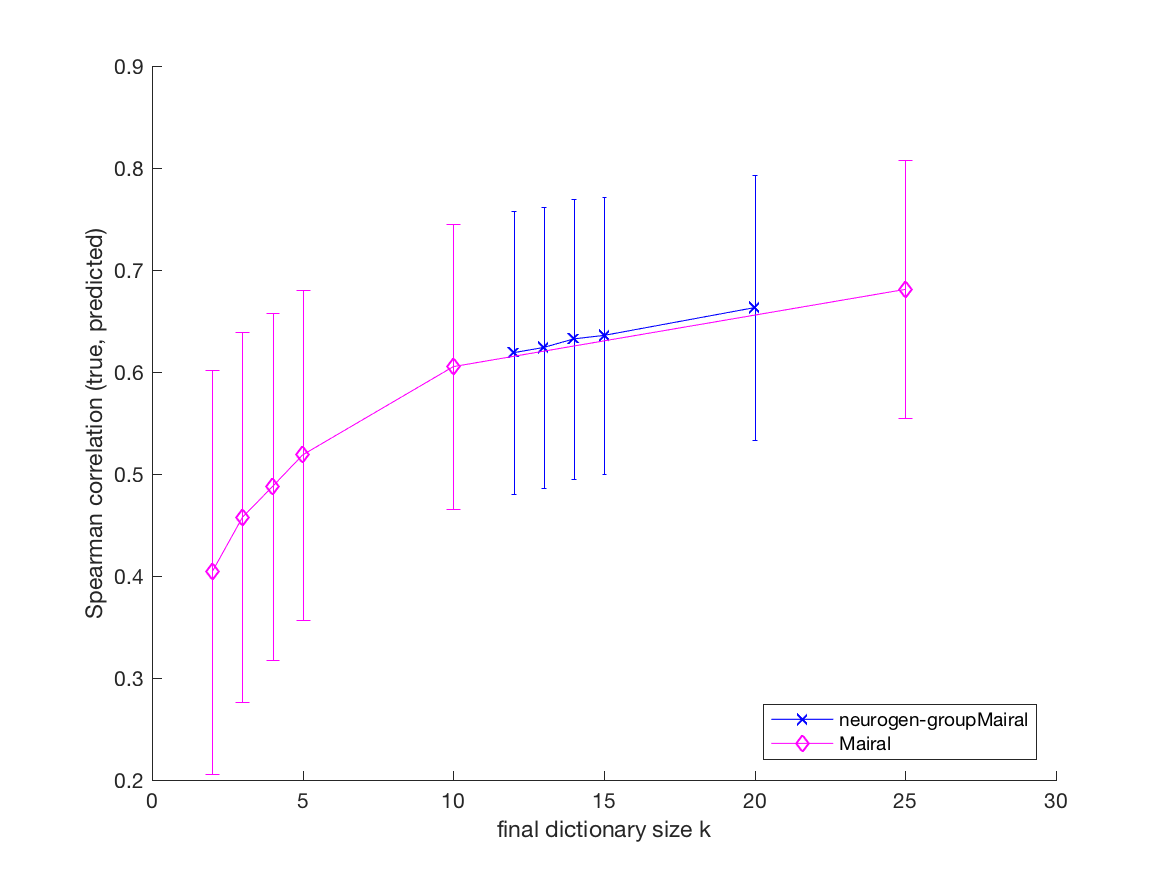 0.9
0.8
0.7
0.6
0.5
0.4
0.3
0.2
Spearman correlation (true, predicted)
neurogen-groupMairal
Mairal
0 5 10 15 20 25 30
final dictionary size k